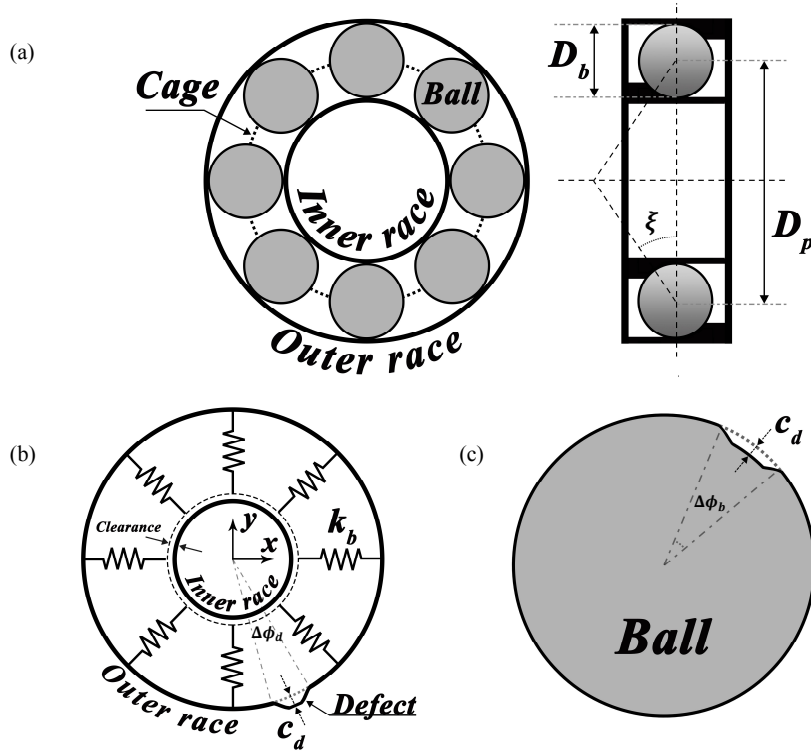 (a)
Cage
Ball
Inner race
Outer race
D_b
ξ
D_p
(b)
Clearance
y
x
k_b
Inner race
Δϕ_d
Outer race
Defect
c_d
(c)
c_d
Δϕ_b
Ball